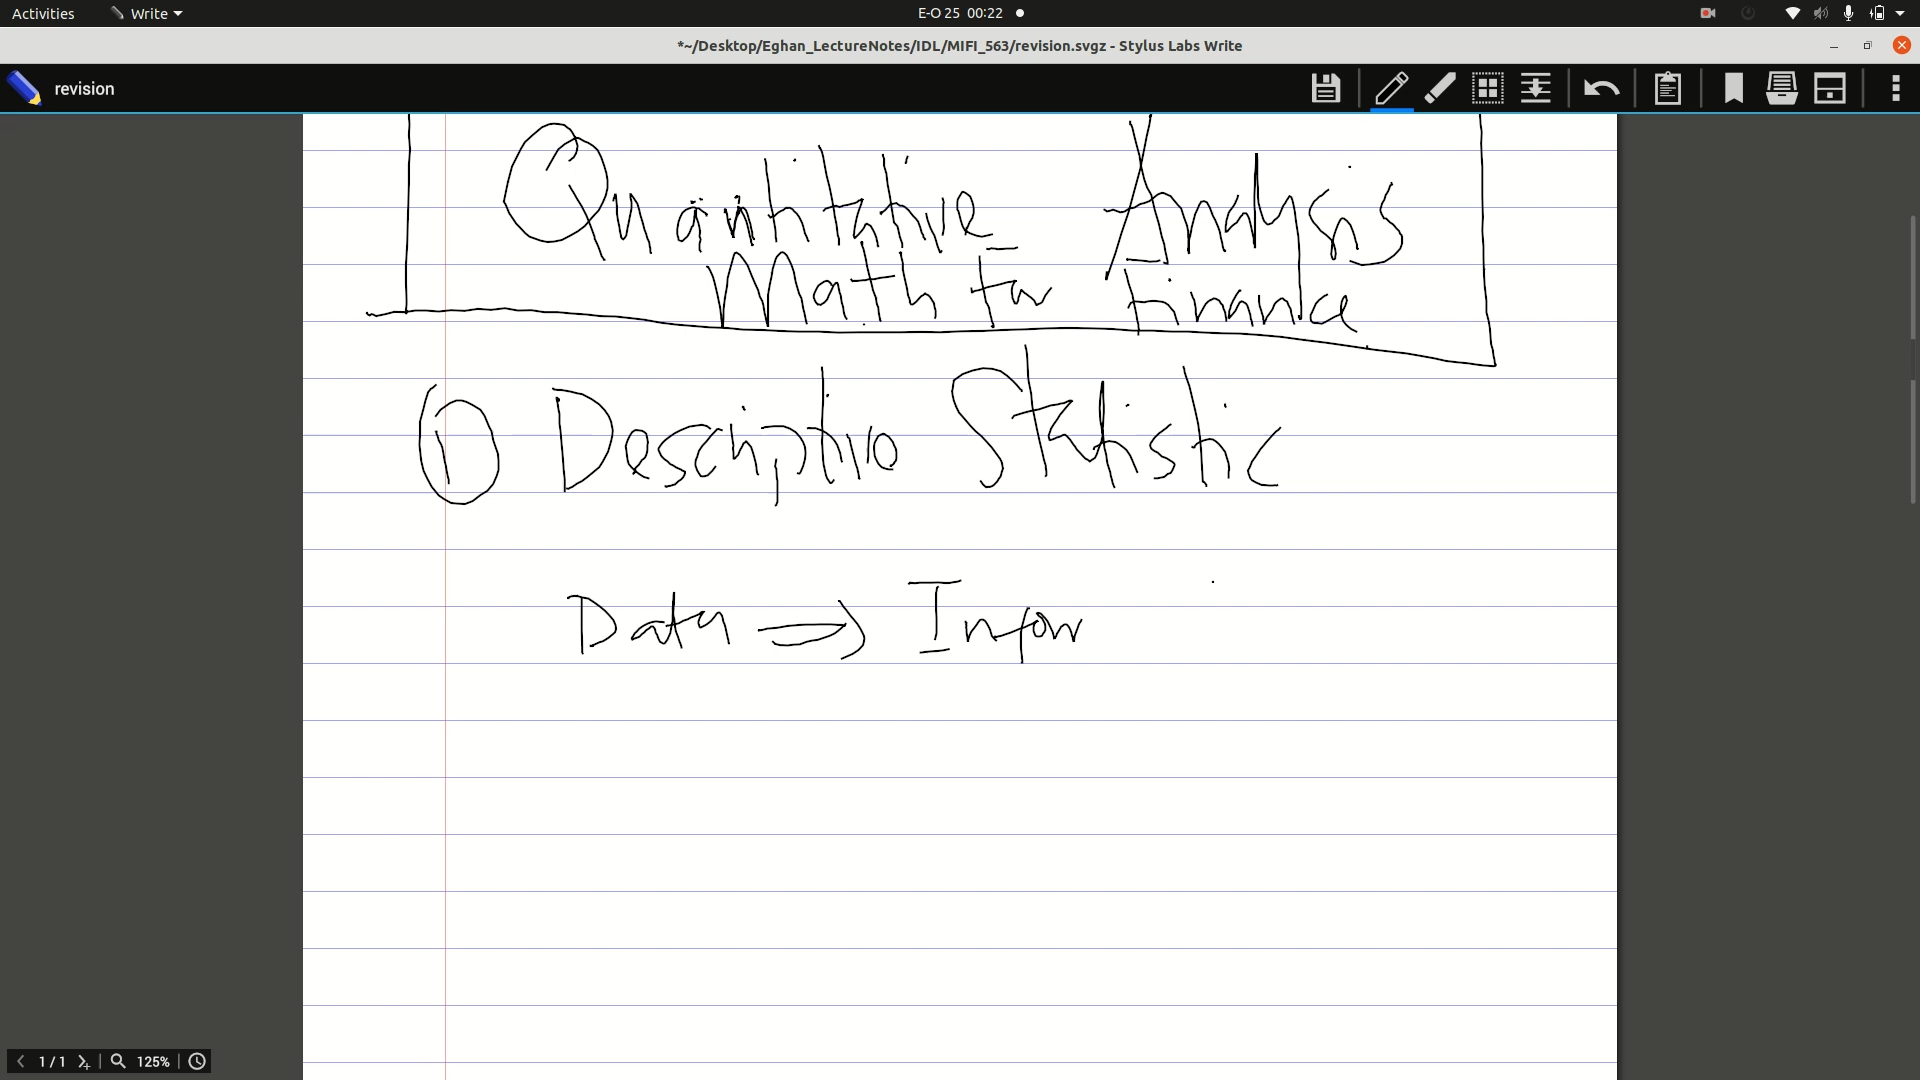 Activities Write E-O 25 00:22
*~/Desktop/Eghan_LectureNotes/IDL/MIFI_563/revision.svgz - Stylus Labs Write
revision
Quantitative Analysis
Math for Finance
① Descriptive Statistic
Data ⇒ Infor
1 / 1 125%